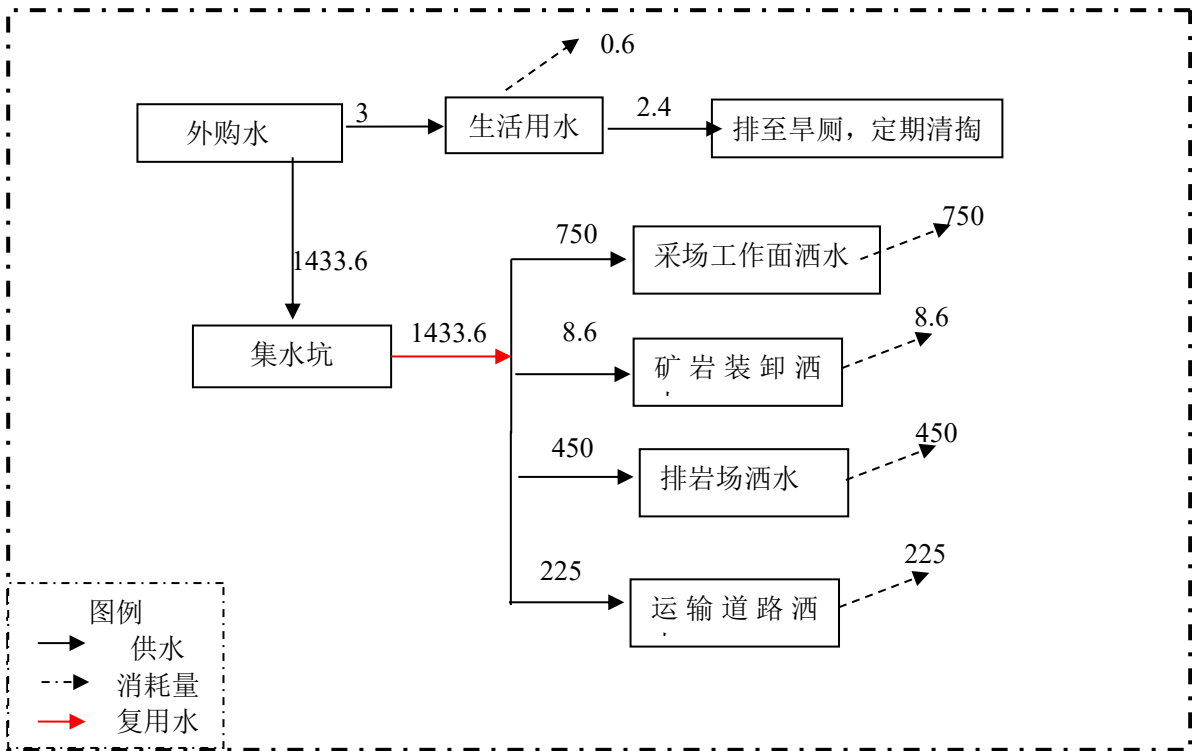 0.6
外购水
3
生活用水
2.4
排至旱厕，定期清掏
1433.6
750
采场工作面洒水
750
集水坑
1433.6
8.6
矿岩装卸洒
8.6
450
排岩场洒水
450
225
运输道路洒
225
图例
供水
消耗量
复用水